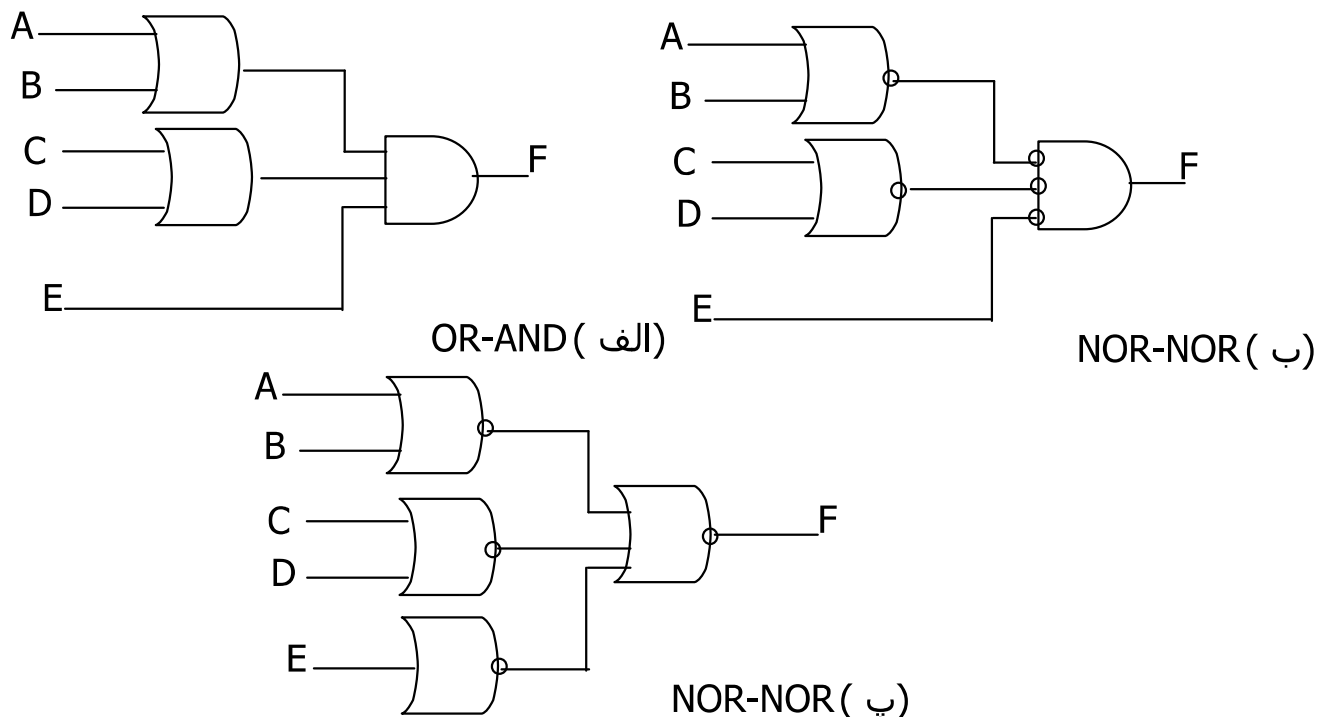 A
B
C
D
E
F
OR-AND ( الف)
A
B
C
D
E
F
NOR-NOR ( ب)
A
B
C
D
E
F
NOR-NOR ( پ)